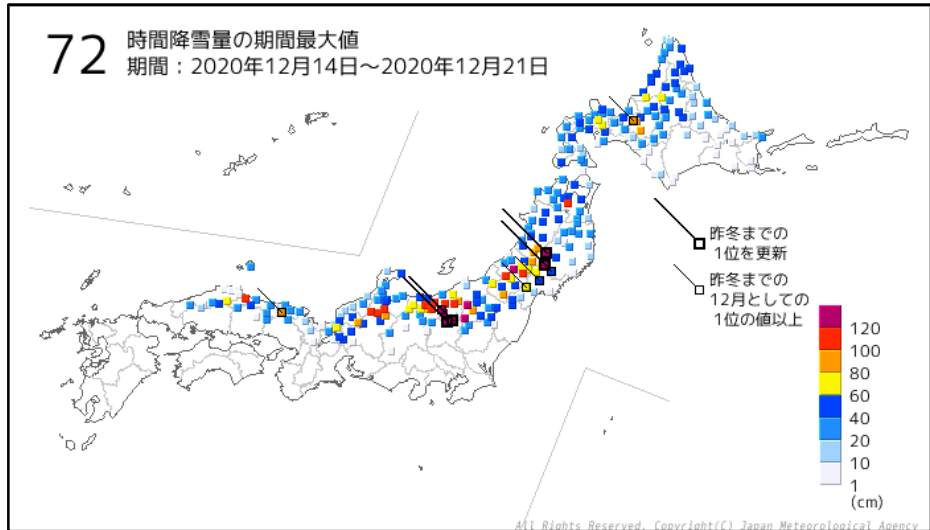 72 時間降雪量の期間最大値
期間：2020年12月14日～2020年12月21日
昨冬までの
1位を更新
昨冬までの
12月としての
1位の値以上
120
100
80
60
40
20
10
1
(cm)
All Rights Reserved. Copyright(C) Japan Meteorological Agency